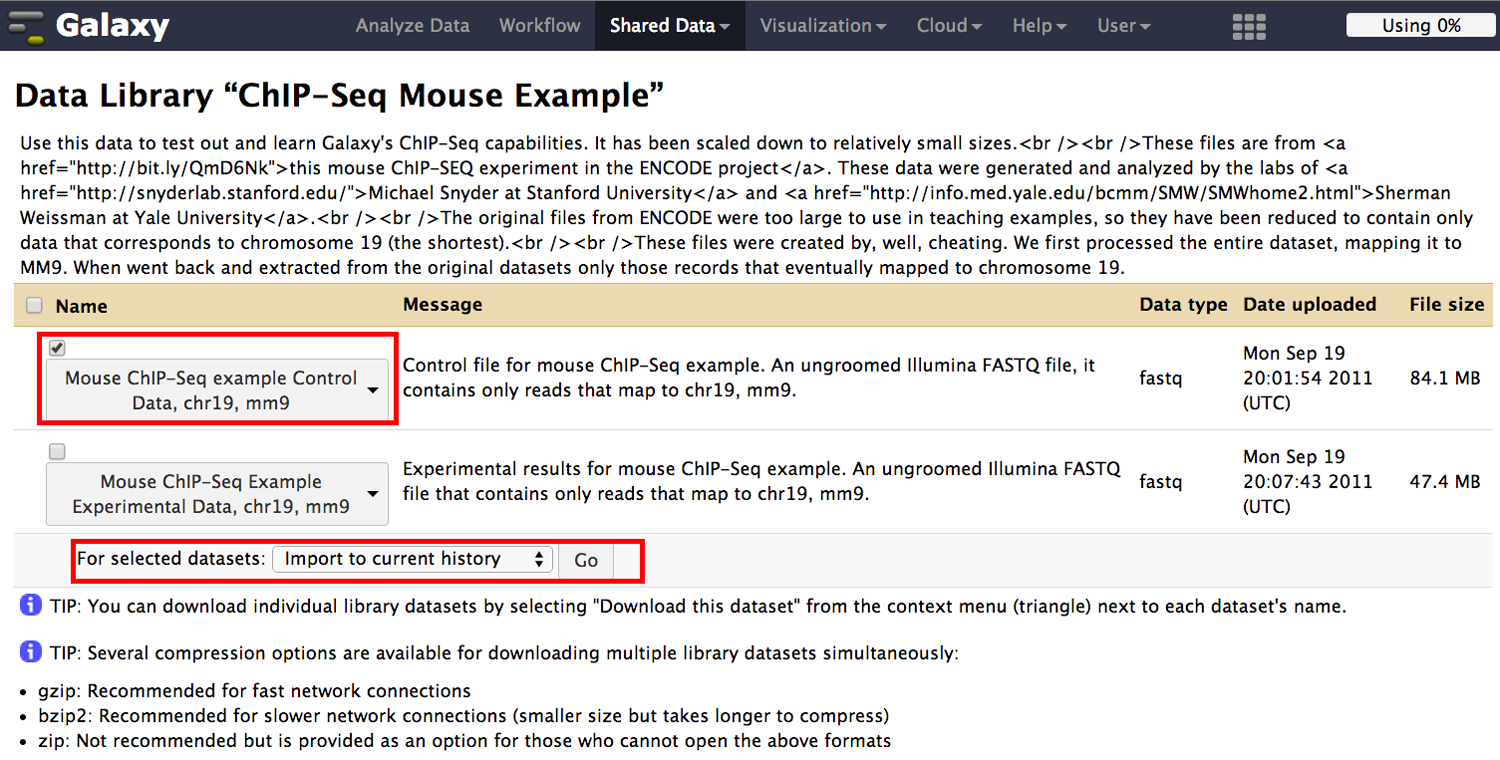 Galaxy Analyze Data Workflow Shared Data Visualization Cloud Help User Using 0%
Data Library “ChIP-Seq Mouse Example”
Use this data to test out and learn Galaxy's ChIP-Seq capabilities. It has been scaled down to relatively small sizes.<br /><br />These files are from <a
href="http://bit.ly/QmD6Nk">this mouse ChIP-SEQ experiment in the ENCODE project</a>. These data were generated and analyzed by the labs of <a
href="http://snyderlab.stanford.edu/">Michael Snyder at Stanford University</a> and <a href="http://info.med.yale.edu/bcmm/SMW/SMWhome2.html">Sherman
Weissman at Yale University</a>.<br /><br />The original files from ENCODE were too large to use in teaching examples, so they have been reduced to contain only
data that corresponds to chromosome 19 (the shortest).<br /><br />These files were created by, well, cheating. We first processed the entire dataset, mapping it to
MM9. When went back and extracted from the original datasets only those records that eventually mapped to chromosome 19.
Name Message Data type Date uploaded File size
Mouse ChIP-Seq example Control
Data, chr19, mm9
Control file for mouse ChIP-Seq example. An ungroomed Illumina FASTQ file, it
contains only reads that map to chr19, mm9.
fastq
Mon Sep 19
20:01:54 2011
(UTC)
84.1 MB
Mouse ChIP-Seq Example
Experimental Data, chr19, mm9
Experimental results for mouse ChIP-Seq example. An ungroomed Illumina FASTQ
file that contains only reads that map to chr19, mm9.
fastq
Mon Sep 19
20:07:43 2011
(UTC)
47.4 MB
For selected datasets: Import to current history Go
TIP: You can download individual library datasets by selecting "Download this dataset" from the context menu (triangle) next to each dataset's name.
TIP: Several compression options are available for downloading multiple library datasets simultaneously:
• gzip: Recommended for fast network connections
• bzip2: Recommended for slower network connections (smaller size but takes longer to compress)
• zip: Not recommended but is provided as an option for those who cannot open the above formats